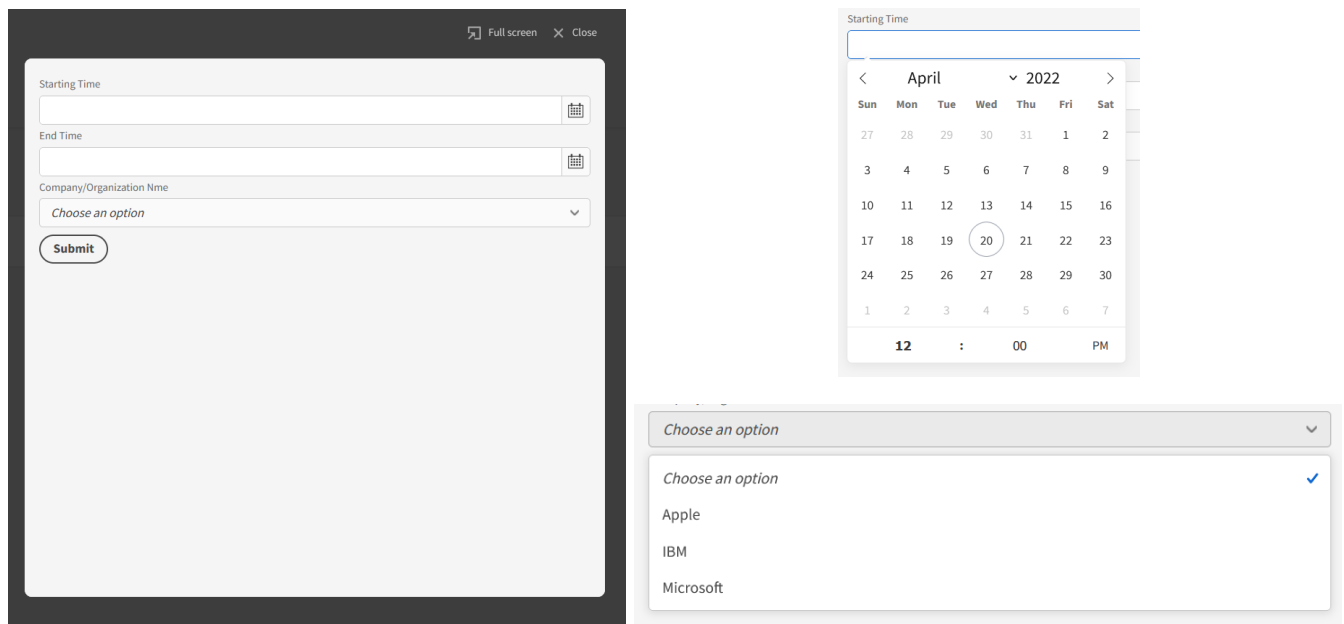 Full screen Close
Starting Time
End Time
Company/Organization Nme
Choose an option
Submit
Starting Time
April 2022
Sun Mon Tue Wed Thu Fri Sat
27 28 29 30 31 1 2
3 4 5 6 7 8 9
10 11 12 13 14 15 16
17 18 19 20 21 22 23
24 25 26 27 28 29 30
1 2 3 4 5 6 7
12 : 00 PM
Choose an option
Choose an option
Apple
IBM
Microsoft